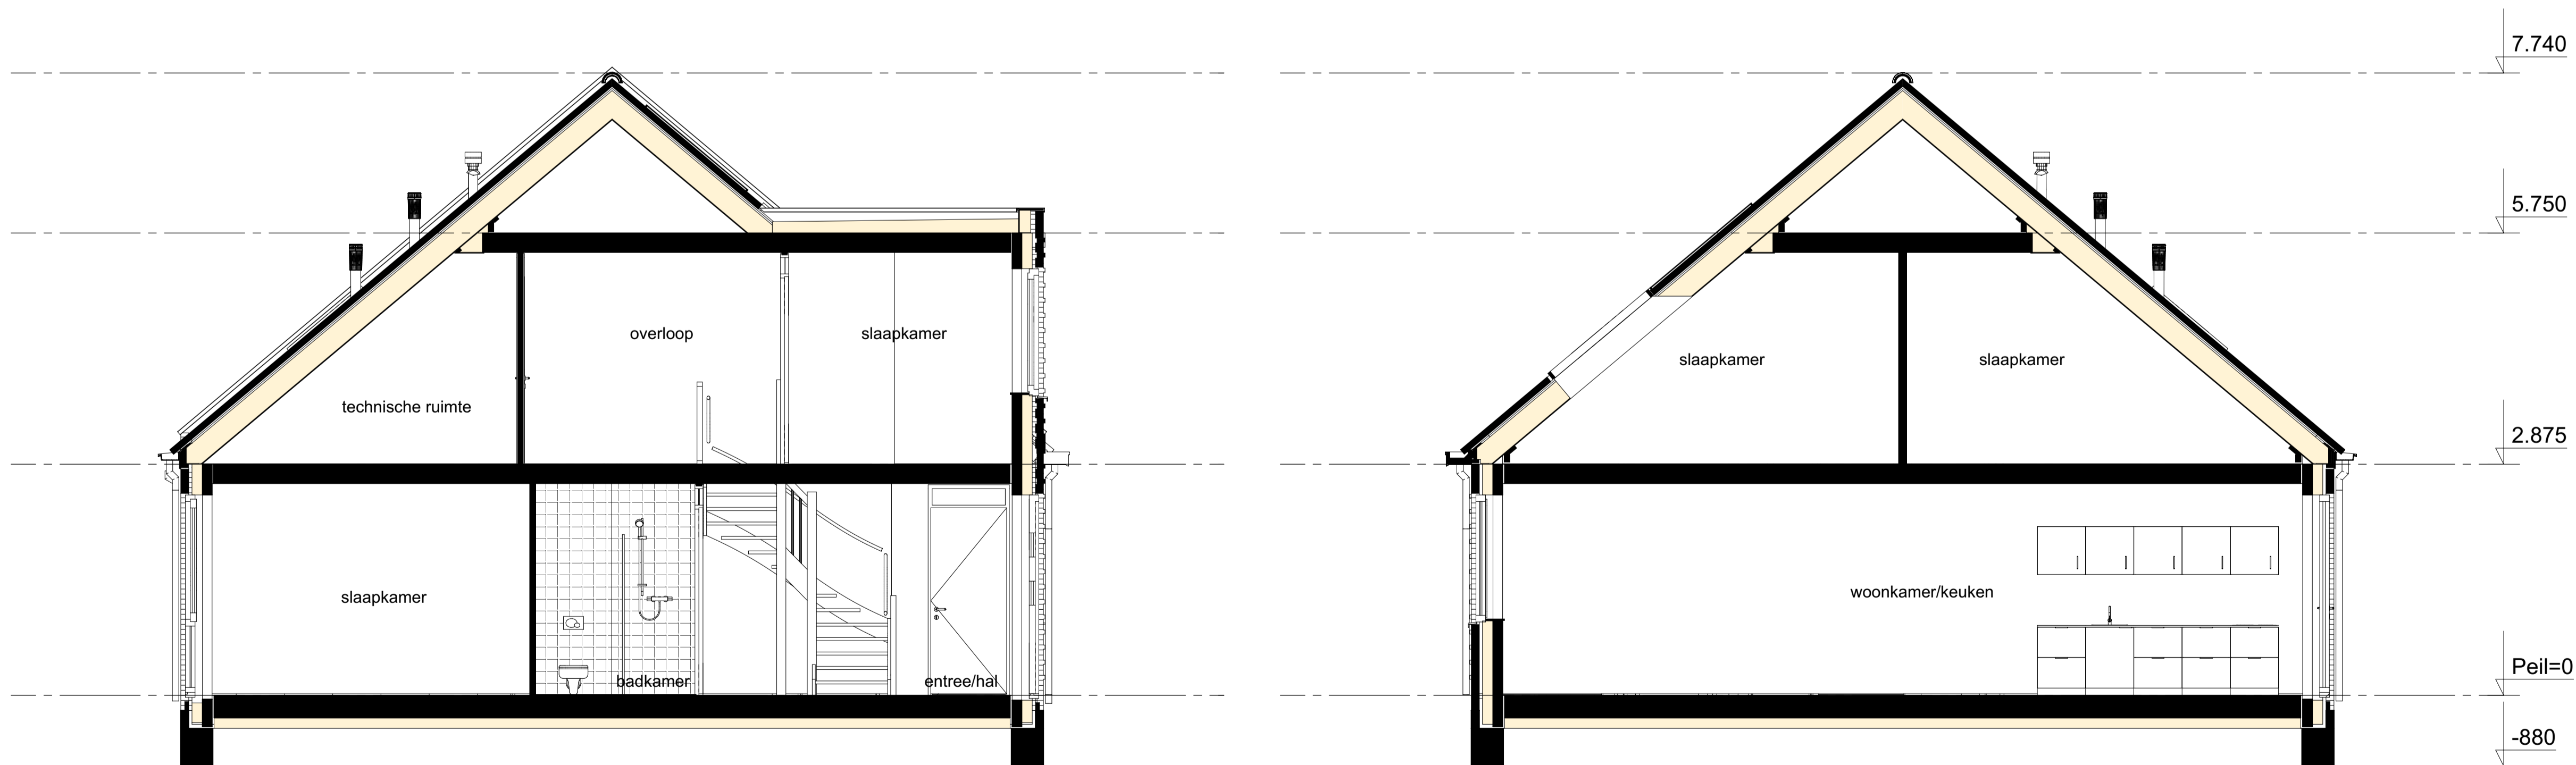 7.740
5.750
overloop
slaapkamer
slaapkamer
slaapkamer
technische ruimte
2.875
slaapkamer
woonkamer/keuken
badkamer
entree/hal
Peil=0
-880